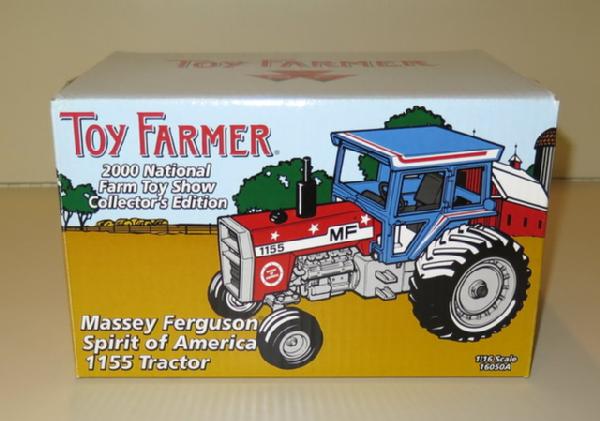 TOY FARMER
TOY FARMER®
2000 National
Farm Toy Show
Collector's Edition
1155
MF
Massey Ferguson
Spirit of America
1155 Tractor
1:16 Scale
16050A